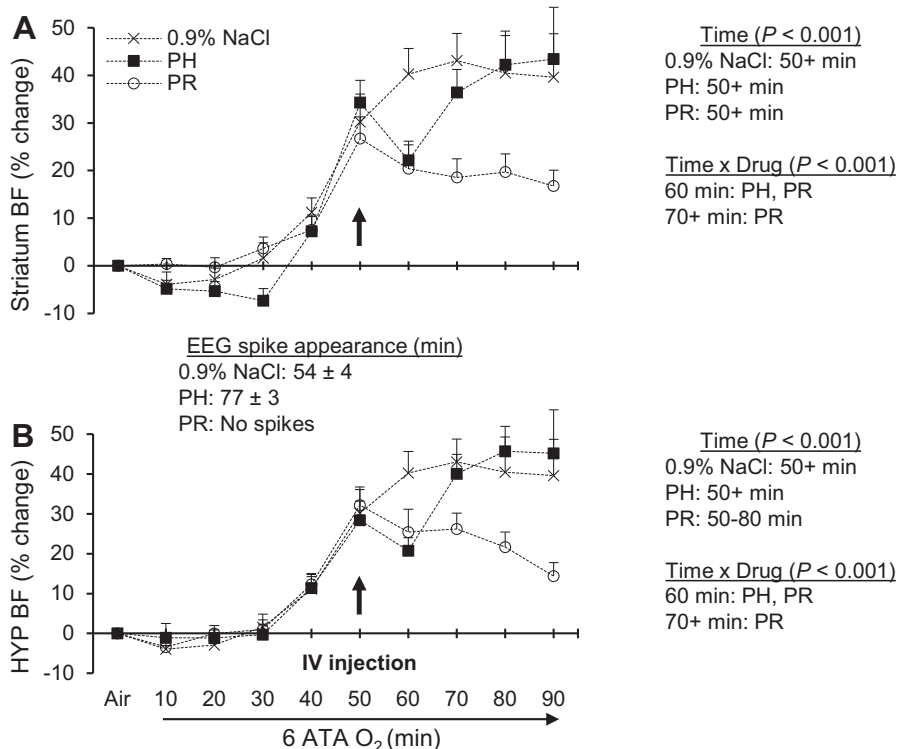 A
Striatum BF (% change)
50
40
30
20
10
0
-10
0.9% NaCl
PH
PR
Time (P < 0.001)
0.9% NaCl: 50+ min
PH: 50+ min
PR: 50+ min
Time x Drug (P < 0.001)
60 min: PH, PR
70+ min: PR
EEG spike appearance (min)
0.9% NaCl: 54 ± 4
PH: 77 ± 3
PR: No spikes
B
HYP BF (% change)
50
40
30
20
10
0
-10
Time (P < 0.001)
0.9% NaCl: 50+ min
PH: 50+ min
PR: 50-80 min
Time x Drug (P < 0.001)
60 min: PH, PR
70+ min: PR
IV injection
Air 10 20 30 40 50 60 70 80 90
6 ATA O₂ (min)